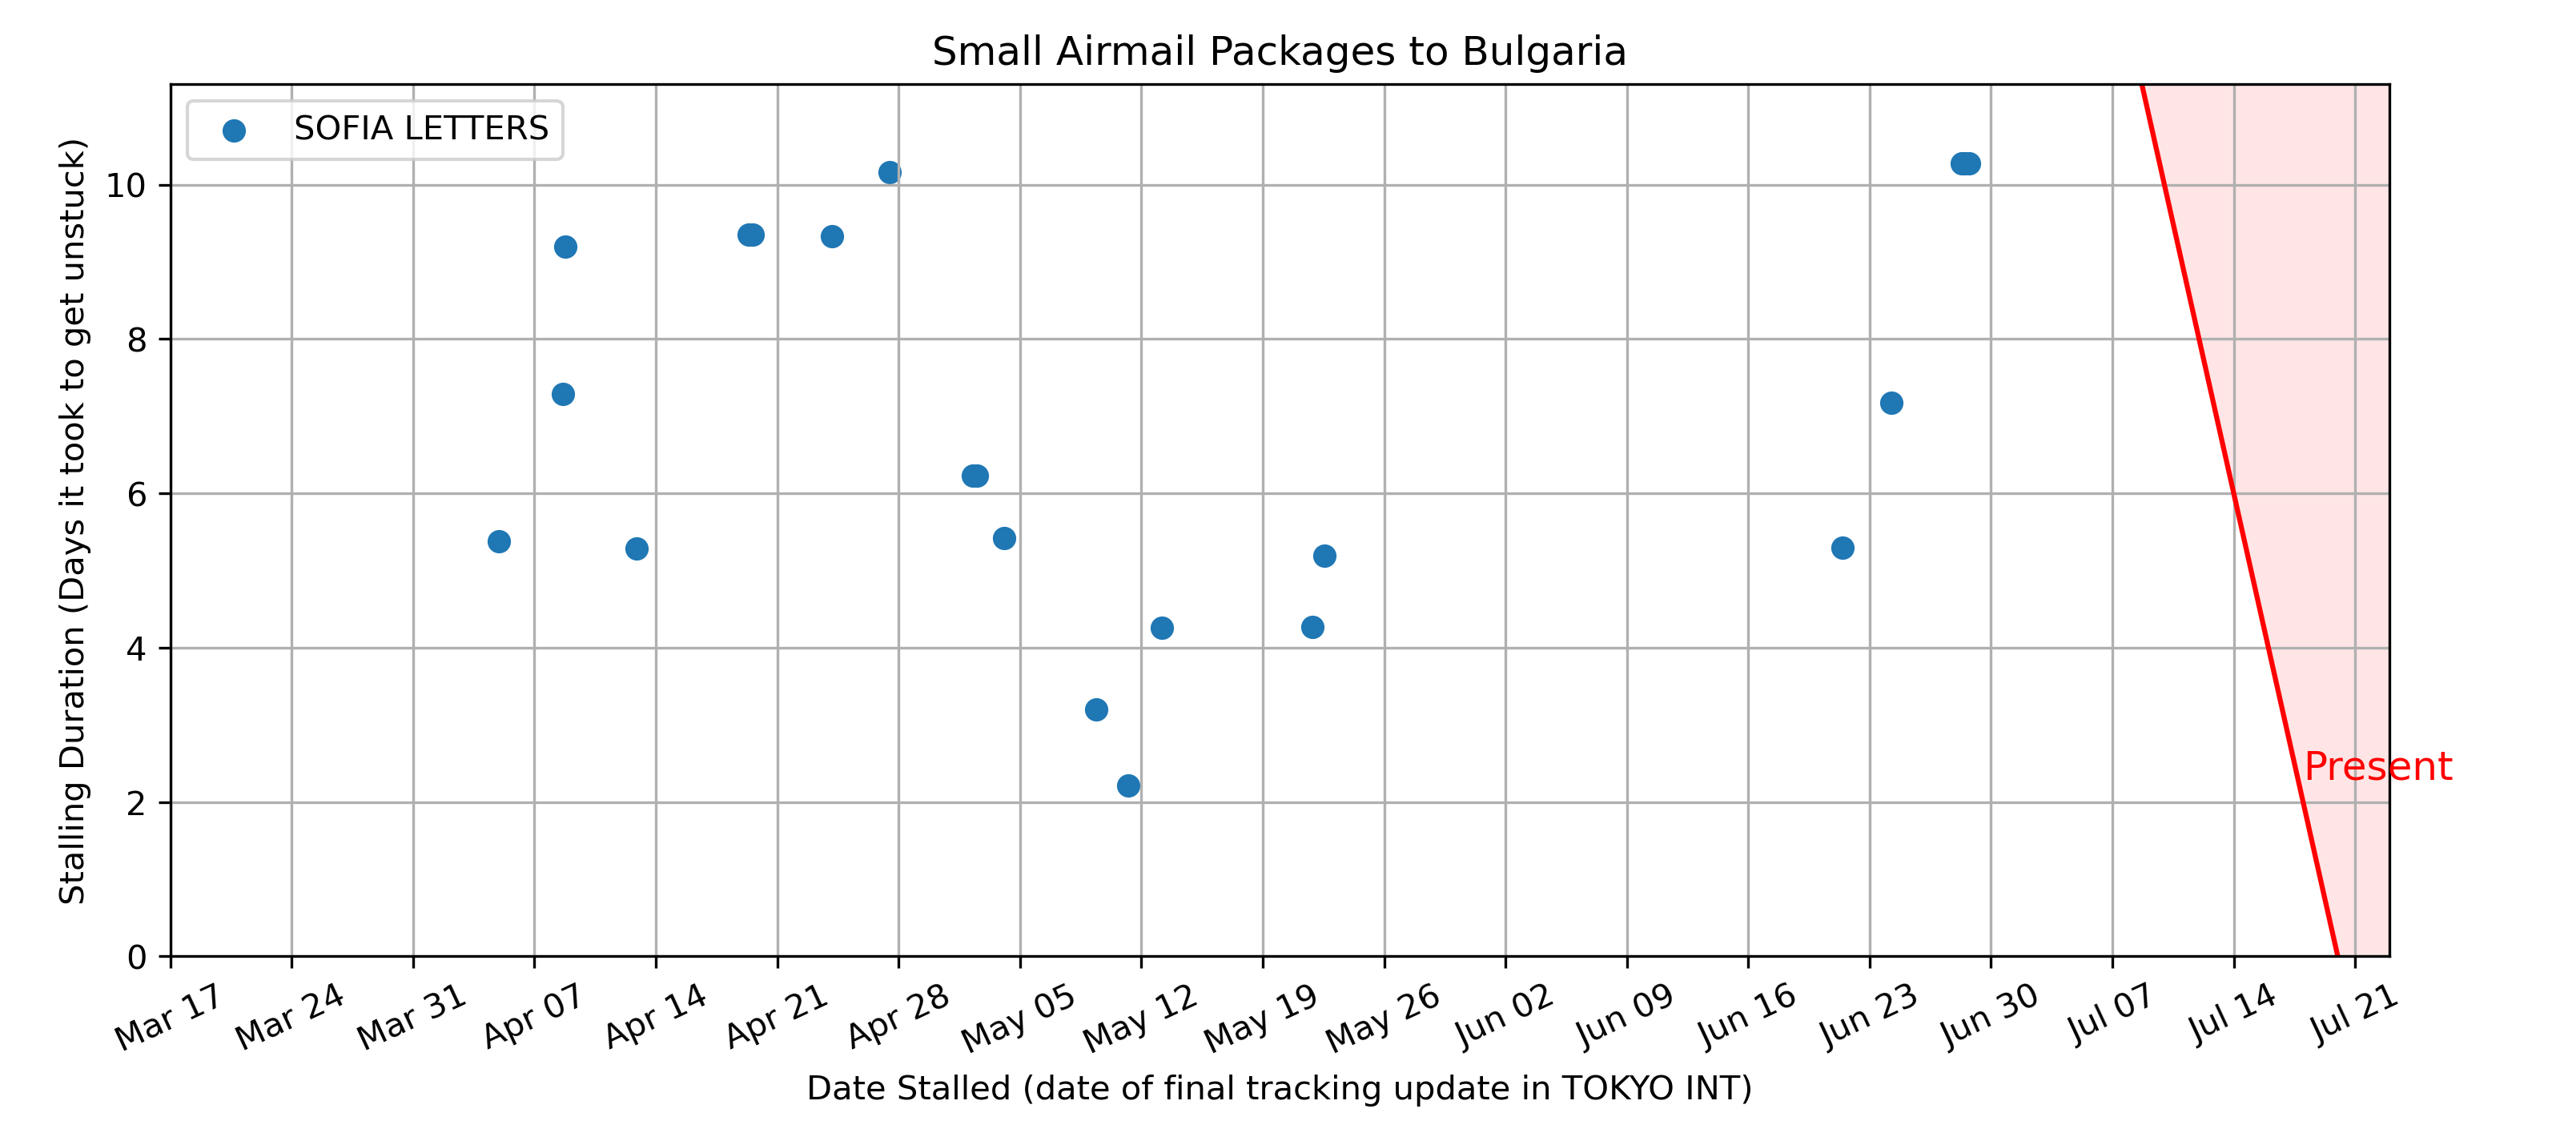 Small Airmail Packages to Bulgaria
SOFIA LETTERS
Stalling Duration (Days it took to get unstuck)
10
8
6
4
2
0
Present
Mar 17
Mar 24
Mar 31
Apr 07
Apr 14
Apr 21
Apr 28
May 05
May 12
May 19
May 26
Jun 02
Jun 09
Jun 16
Jun 23
Jun 30
Jul 07
Jul 14
Jul 21
Date Stalled (date of final tracking update in TOKYO INT)